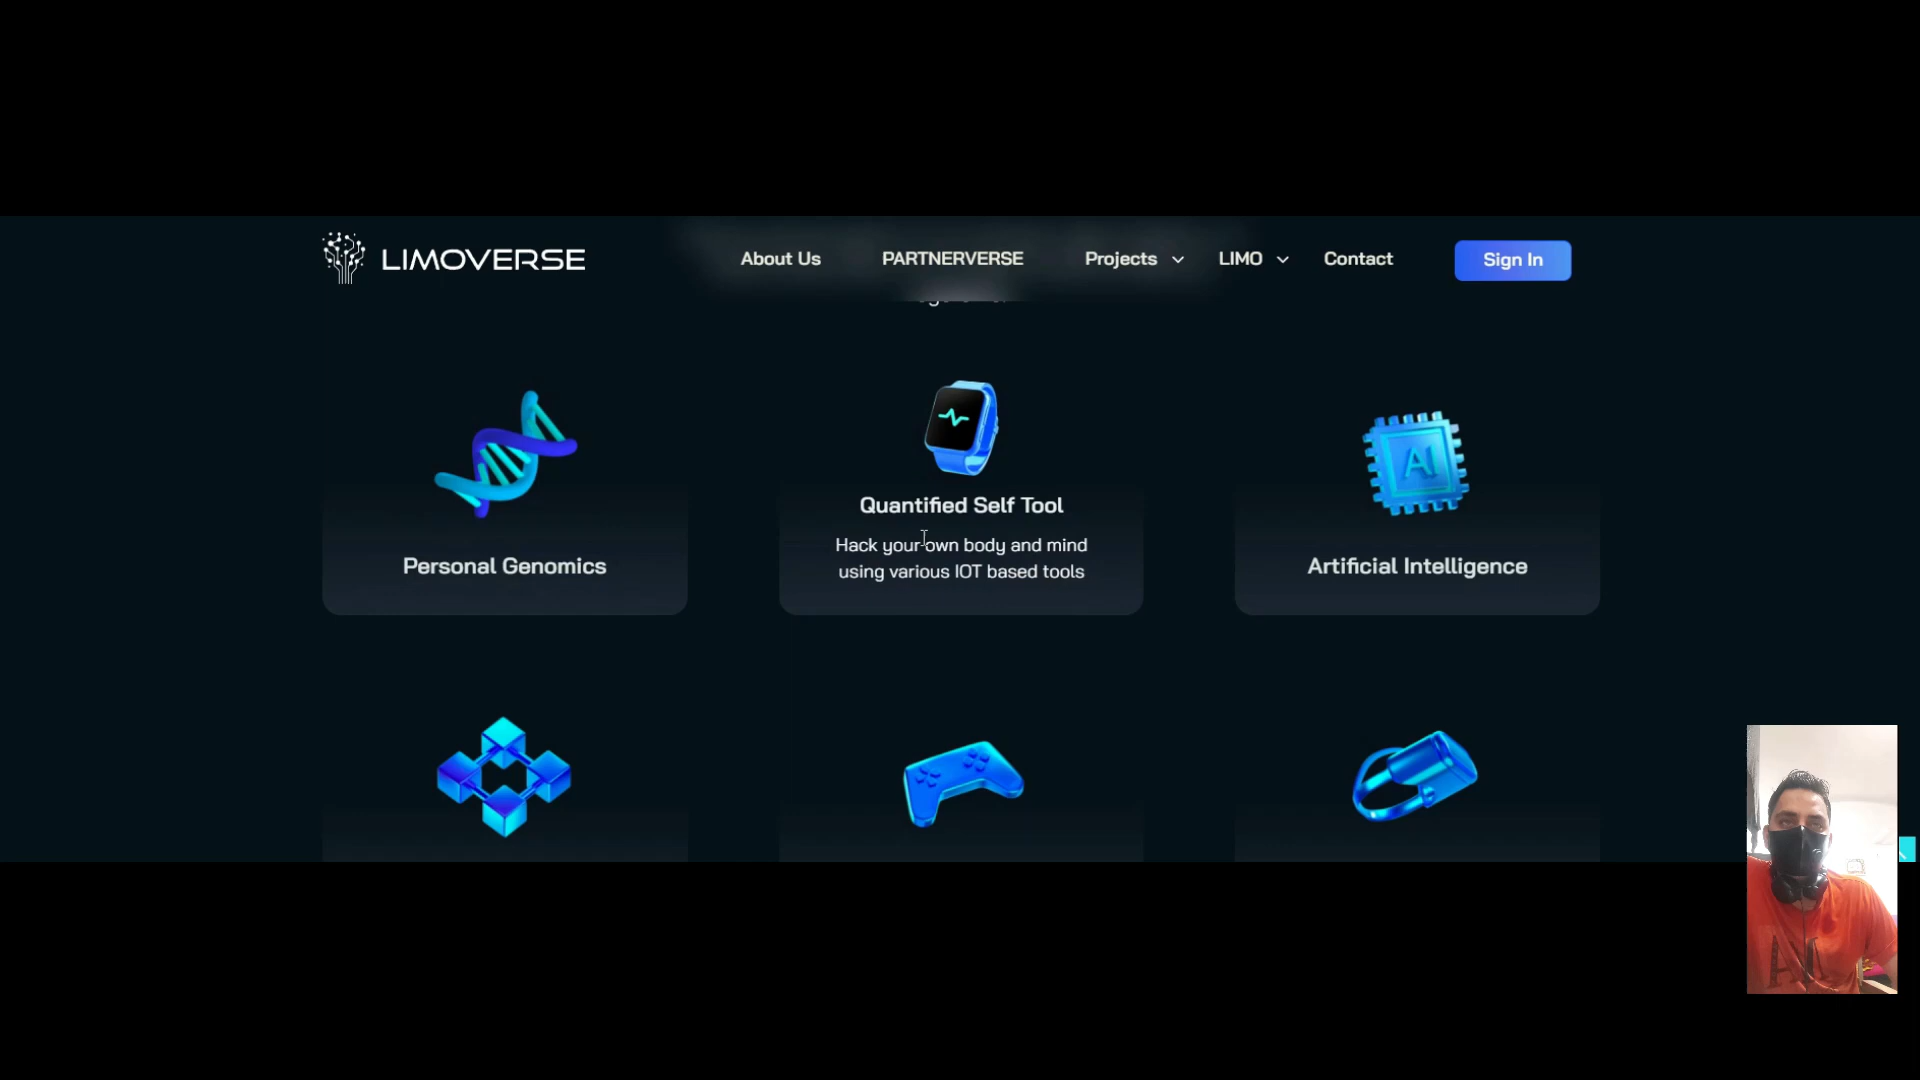 LIMOVERSE
About Us
PARTNERVERSE
Projects
LIMO
Contact
Sign In
Quantified Self Tool
Hack your own body and mind
using various IOT based tools
Personal Genomics
AI
Artificial Intelligence